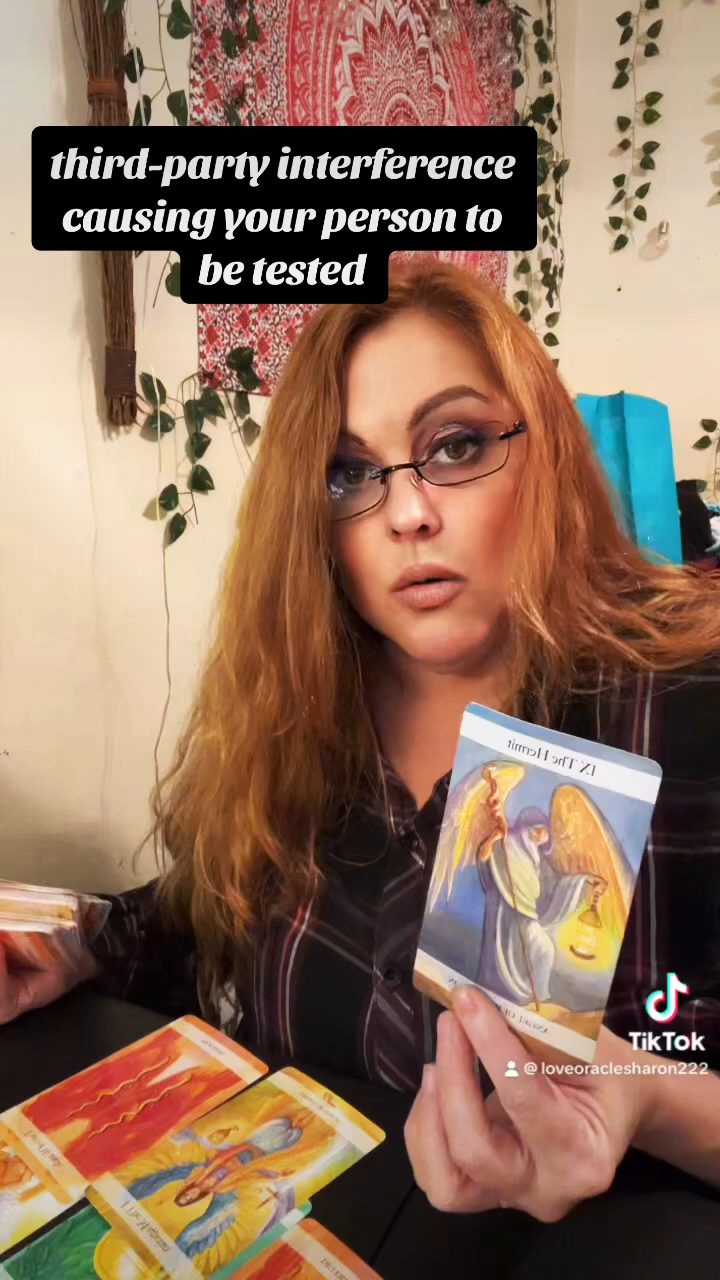 third-party interference
causing your person to
be tested
IX The Hermit
TikTok
@loveoraclesharon222